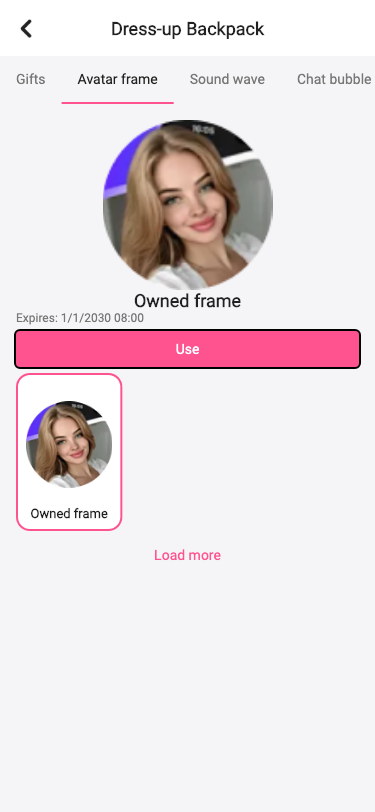 Dress-up Backpack
Gifts
Avatar frame
Sound wave
Chat bubble
Owned frame
Expires: 1/1/2030 08:00
Use
Owned frame
Load more